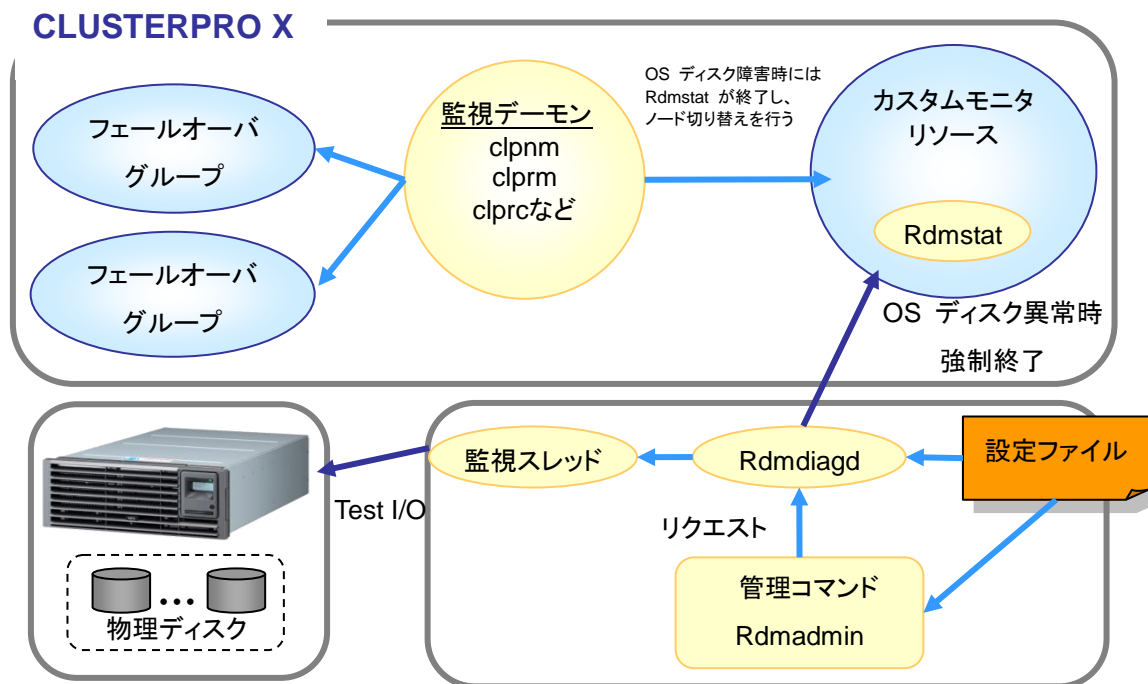 CLUSTERPRO X
フェールオーバ
グループ
フェールオーバ
グループ
監視デーモン
clpnm
clprm
clprcなど
OS ディスク障害時には
Rdmstat が終了し、
ノード切り替えを行う
カスタムモニタ
リソース
Rdmstat
OS ディスク異常時
強制終了
Test I/O
物理ディスク
監視スレッド
Rdmdiagd
設定ファイル
リクエスト
管理コマンド
Rdmadmin